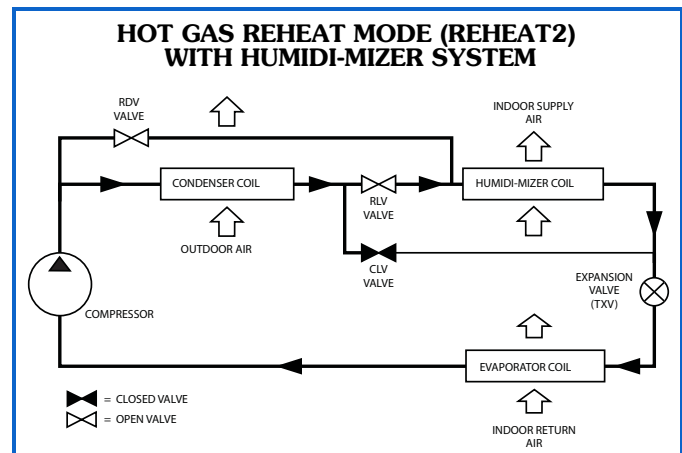 HOT GAS REHEAT MODE (REHEAT2)
WITH HUMIDI-MIZER SYSTEM
RDV
VALVE
INDOOR SUPPLY
AIR
CONDENSER COIL
HUMIDI-MIZER COIL
RLV
VALVE
OUTDOOR AIR
CLV
VALVE
EXPANSION
VALVE
(TXV)
COMPRESSOR
EVAPORATOR COIL
= CLOSED VALVE
= OPEN VALVE
INDOOR RETURN
AIR